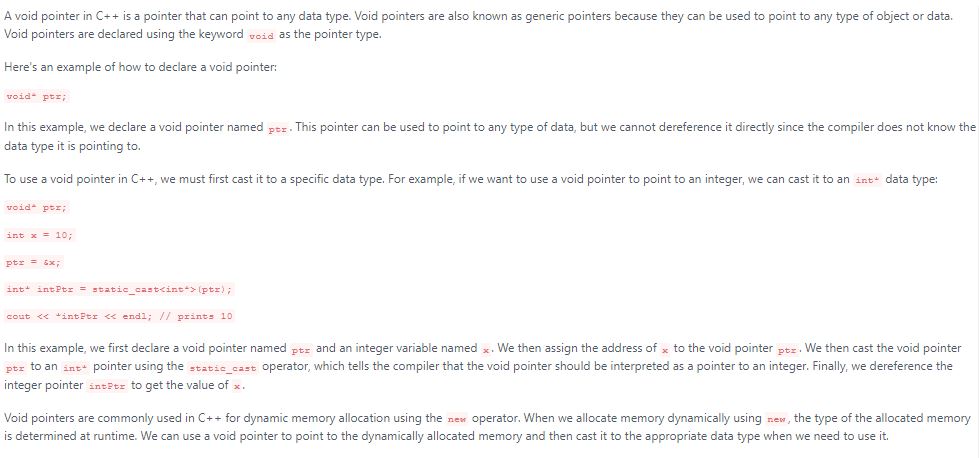 A void pointer in C++ is a pointer that can point to any data type. Void pointers are also known as generic pointers because they can be used to point to any type of object or data.
Void pointers are declared using the keyword void as the pointer type.
Here's an example of how to declare a void pointer:
void* ptr;
In this example, we declare a void pointer named ptr. This pointer can be used to point to any type of data, but we cannot dereference it directly since the compiler does not know the
data type it is pointing to.
To use a void pointer in C++, we must first cast it to a specific data type. For example, if we want to use a void pointer to point to an integer, we can cast it to an int* data type:
void* ptr;
int x = 10;
ptr = &x;
int* intPtr = static_cast<int*>(ptr);
cout << *intPtr << endl; // prints 10
In this example, we first declare a void pointer named ptr and an integer variable named x. We then assign the address of x to the void pointer ptr. We then cast the void pointer
ptr to an int* pointer using the static_cast operator, which tells the compiler that the void pointer should be interpreted as a pointer to an integer. Finally, we dereference the
integer pointer intPtr to get the value of x.
Void pointers are commonly used in C++ for dynamic memory allocation using the new operator. When we allocate memory dynamically using new, the type of the allocated memory
is determined at runtime. We can use a void pointer to point to the dynamically allocated memory and then cast it to the appropriate data type when we need to use it.